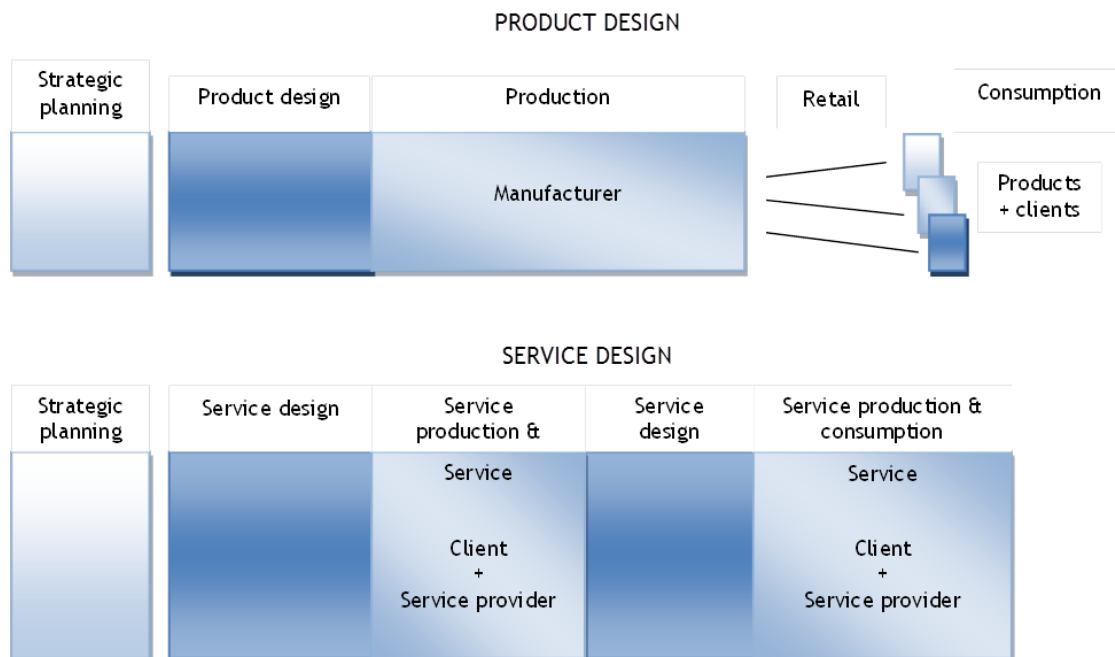 PRODUCT DESIGN
Strategic
planning
Product design
Production
Retail
Consumption
Manufacturer
Products
+ clients
SERVICE DESIGN
Strategic
planning
Service design
Service
production &
Service
design
Service production &
consumption
Service
Client
+
Service provider
Service
Client
+
Service provider